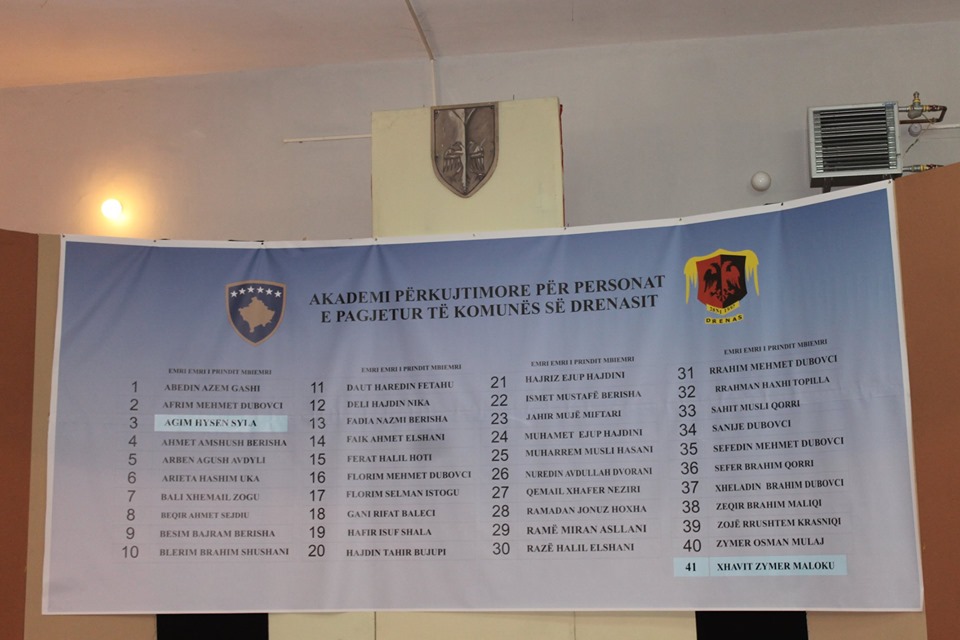 AKADEMI PËRKUJTIMORE PËR PERSONAT
E PAGJETUR TË KOMUNËS SË DRENASIT
DRENAS
EMRI EMRI I PRINDIT MBIEMRI
1 ABEDIN AZEM GASHI
2 AFRIM MEHMET DUBOVCI
3 AGIM HYSEN SYLA
4 AHMET AMSHUSH BERISHA
5 ARBEN AGUSH AVDYLI
6 ARIETA HASHIM UKA
7 BALI XHEMAIL ZOGU
8 BEQIR AHMET SEJDIU
9 BESIM BAJRAM BERISHA
10 BLERIM BRAHIM SHUSHANI
EMRI EMRI I PRINDIT MBIEMRI
11 DAUT HAREDIN FETAHU
12 DELI HAJDIN NIKA
13 FADIA NAZMI BERISHA
14 FAIK AHMET ELSHANI
15 FERAT HALIL HOTI
16 FLORIM MEHMET DUBOVCI
17 FLORIM SELMAN ISTOGU
18 GANI RIFAT BALECI
19 HAFIR ISUF SHALA
20 HAJDIN TAHIR BUJUPI
EMRI EMRI I PRINDIT MBIEMRI
21 HAJRIZ EJUP HAJDINI
22 ISMET MUSTAFË BERISHA
23 JAHIR MUJË MIFTARI
24 MUHAMET EJUP HAJDINI
25 MUHARREM MUSLI HASANI
26 NUREDIN AVDULLAH DVORANI
27 QEMAIL XHAFER NEZIRI
28 RAMADAN JONUZ HOXHA
29 RAMË MIRAN ASLLANI
30 RAZË HALIL ELSHANI
EMRI EMRI I PRINDIT MBIEMRI
31 RRAHIM MEHMET DUBOVCI
32 RRAHMAN HAXHI TOPILLA
33 SAHIT MUSLI QORRI
34 SANIJE DUBOVCI
35 SEFEDIN MEHMET DUBOVCI
36 SEFER BRAHIM QORRI
37 XHELADIN BRAHIM DUBOVCI
38 ZEQIR BRAHIM MALIQI
39 ZOJË RRUSHTEM KRASNIQI
40 ZYMER OSMAN MULAJ
41 XHAVIT ZYMER MALOKU